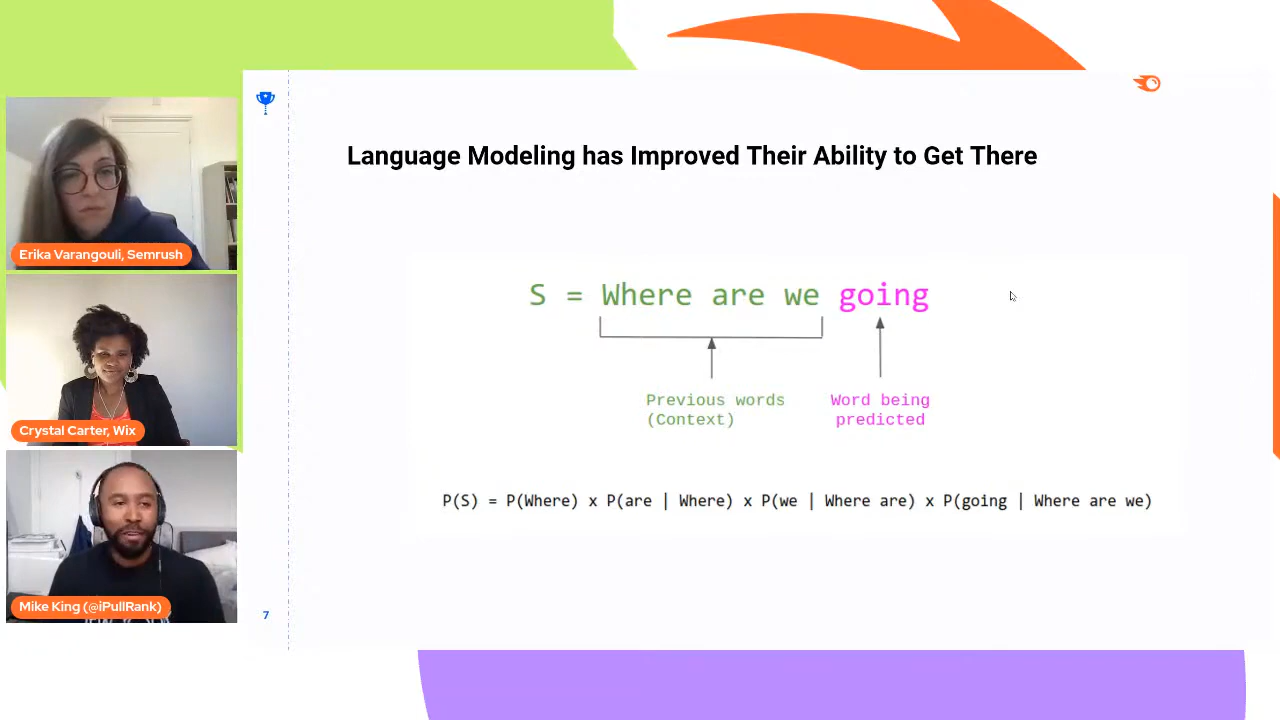 Language Modeling has Improved Their Ability to Get There
S = Where are we going
Previous words
(Context)
Word being
predicted
P(S) = P(Where) x P(are | Where) x P(we | Where are) x P(going | Where are we)
7
Erika Varangouli, Semrush
Crystal Carter, Wix
Mike King (@iPullRank)